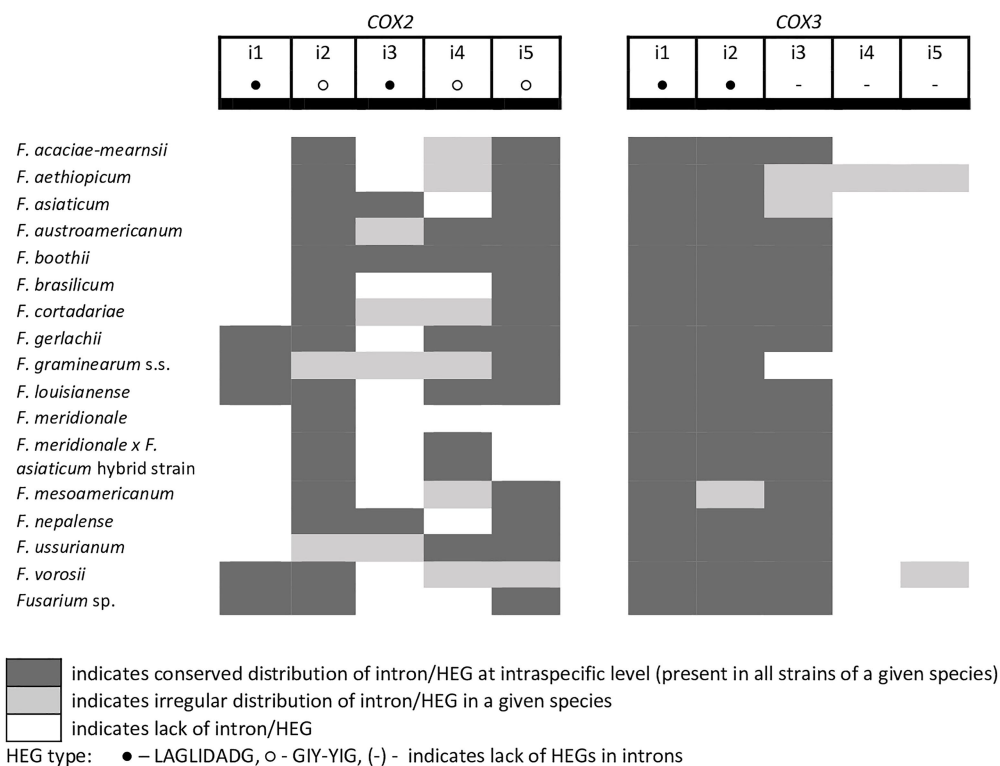 COX2 COX3
i1 i2 i3 i4 i5 i1 i2 i3 i4 i5
● ○ ● ○ ○ ● ● - - -
F. acaciae-mearnsii
F. aethiopicum
F. asiaticum
F. austroamericanum
F. boothii
F. brasilicum
F. cortadariae
F. gerlachii
F. graminearum s.s.
F. louisianense
F. meridionale
F. meridionale x F.
asiaticum hybrid strain
F. mesoamericanum
F. nepalense
F. ussurianum
F. vorosii
Fusarium sp.
indicates conserved distribution of intron/HEG at intraspecific level (present in all strains of a given species)
indicates irregular distribution of intron/HEG in a given species
indicates lack of intron/HEG
HEG type: ● – LAGLIDADG, ○ - GIY-YIG, (-) - indicates lack of HEGs in introns